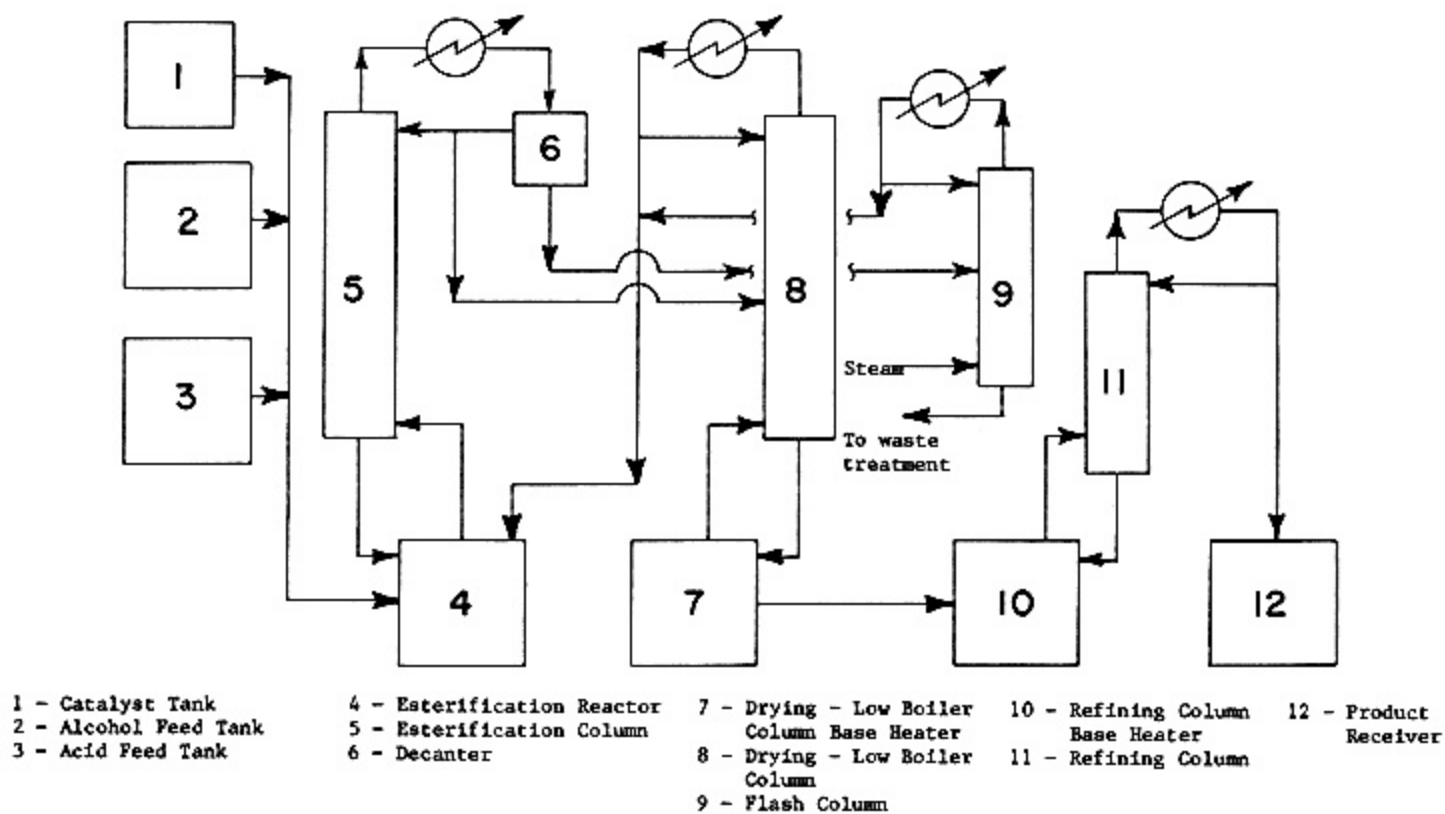 1
2
3
4
5
6
7
8
9
10
11
12
Steam
To waste
treatment
1 - Catalyst Tank
2 - Alcohol Feed Tank
3 - Acid Feed Tank
4 - Esterification Reactor
5 - Esterification Column
6 - Decanter
7 - Drying - Low Boiler
Column Base Heater
8 - Drying - Low Boiler
Column
9 - Flash Column
10 - Refining Column
Base Heater
11 - Refining Column
12 - Product
Receiver